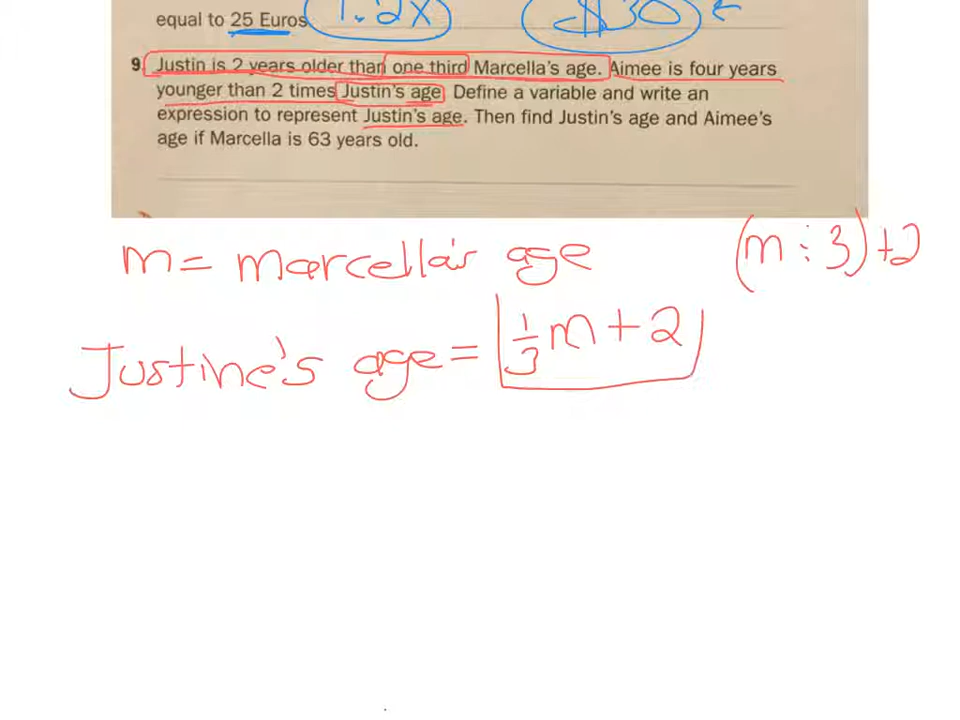 equal to 25 Euros 1.2x $30
9. Justin is 2 years older than one third Marcella's age. Aimee is four years
younger than 2 times Justin's age. Define a variable and write an
expression to represent Justin's age. Then find Justin's age and Aimee's
age if Marcella is 63 years old.
m = marcella's age (m ÷ 3) + 2
Justine's age = 1/3 m + 2